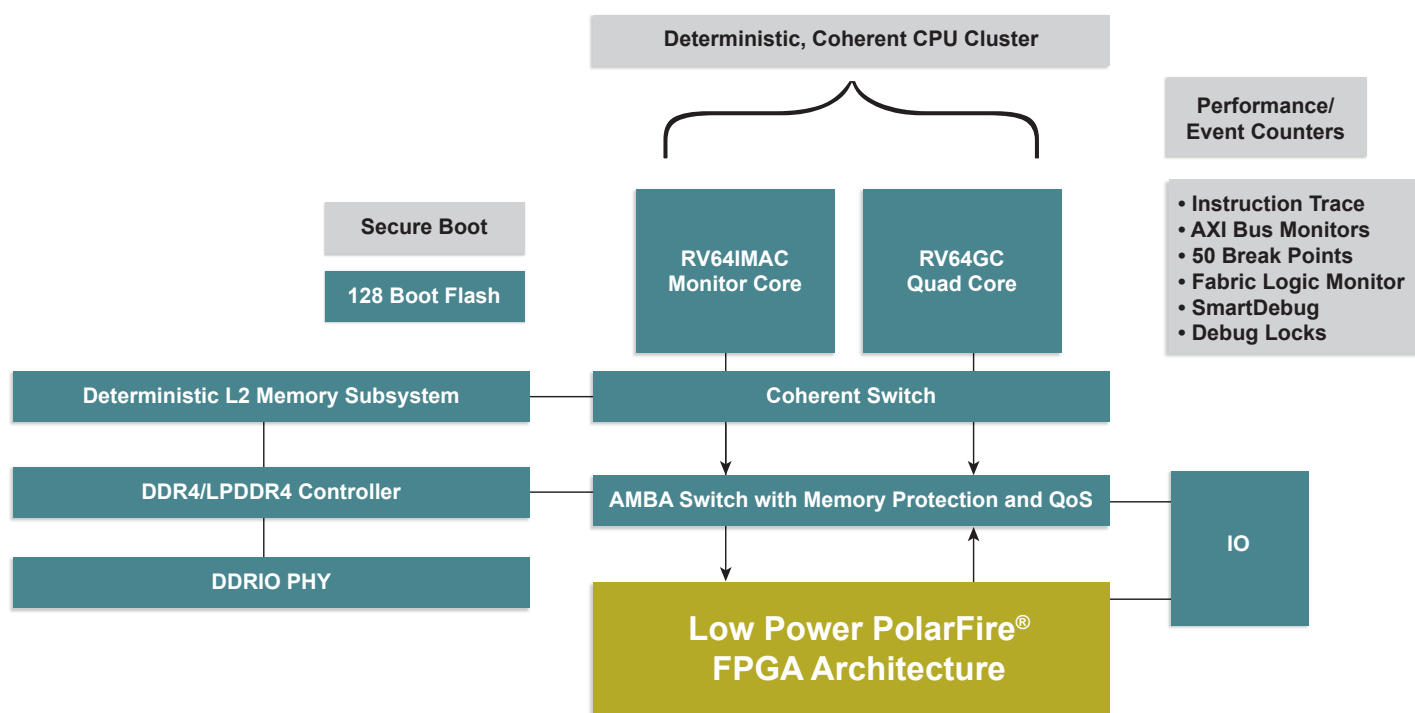 Deterministic, Coherent CPU Cluster
Performance/
Event Counters
• Instruction Trace
• AXI Bus Monitors
• 50 Break Points
• Fabric Logic Monitor
• SmartDebug
• Debug Locks
Secure Boot
128 Boot Flash
RV64IMAC
Monitor Core
RV64GC
Quad Core
Deterministic L2 Memory Subsystem
Coherent Switch
DDR4/LPDDR4 Controller
AMBA Switch with Memory Protection and QoS
IO
DDRIO PHY
Low Power PolarFire®
FPGA Architecture